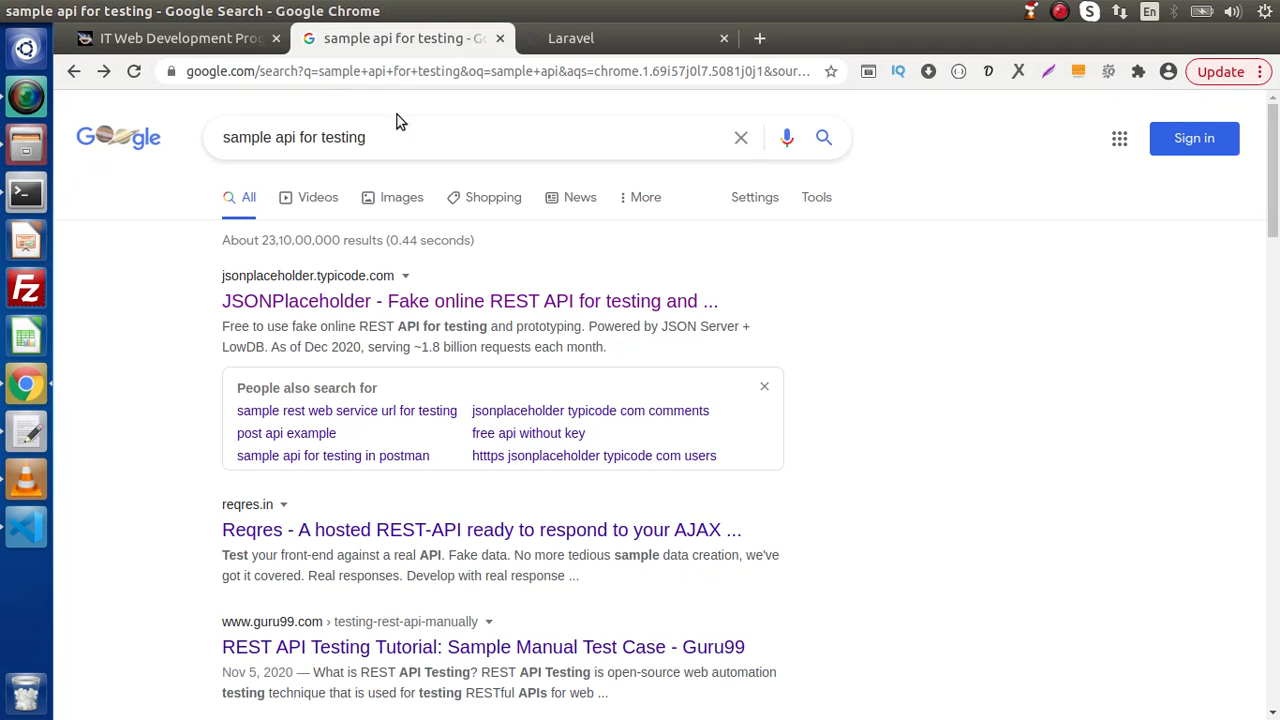 sample api for testing - Google Search - Google Chrome
En
IT Web Development Pro
sample api for testing - Go
Laravel
google.com/search?q=sample+api+for+testing&oq=sample+api&aqs=chrome.1.69i57j0l7.5081j0j1&sour...
Update
Google
sample api for testing
Sign in
All
Videos
Images
Shopping
News
More
Settings
Tools
About 23,10,00,000 results (0.44 seconds)
jsonplaceholder.typicode.com
JSONPlaceholder - Fake online REST API for testing and ...
Free to use fake online REST API for testing and prototyping. Powered by JSON Server +
LowDB. As of Dec 2020, serving ~1.8 billion requests each month.
People also search for
sample rest web service url for testing
jsonplaceholder typicode com comments
post api example
free api without key
sample api for testing in postman
htttps jsonplaceholder typicode com users
reqres.in
Reqres - A hosted REST-API ready to respond to your AJAX ...
Test your front-end against a real API. Fake data. No more tedious sample data creation, we've
got it covered. Real responses. Develop with real response ...
www.guru99.com › testing-rest-api-manually
REST API Testing Tutorial: Sample Manual Test Case - Guru99
Nov 5, 2020 — What is REST API Testing? REST API Testing is open-source web automation
testing technique that is used for testing RESTful APIs for web ...